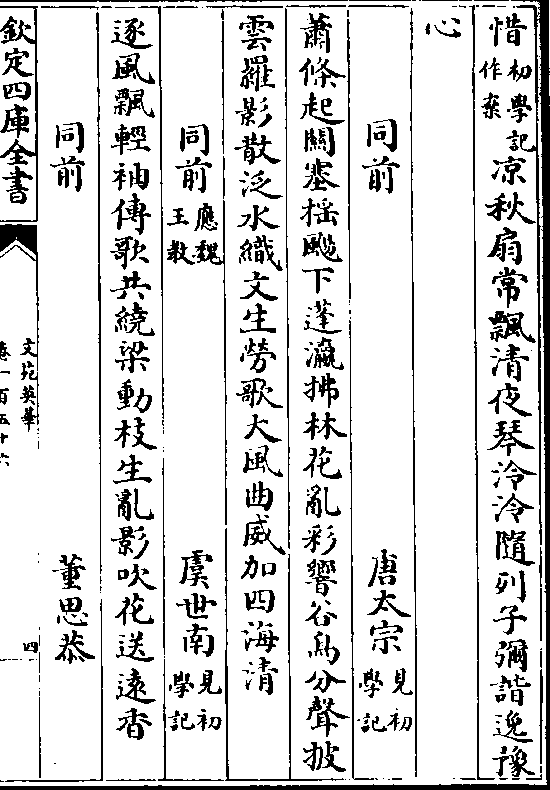 惜初學記作棄凉秋扇常飄清夜琴泠泠隨列子彌諧逸豫
心
同前 唐太宗見初學記
蕭條起關塞揺颺下蓬瀛拂林花亂彩響谷鳥分聲披
雲羅影散泛水織文生勞歌大風曲威加四海清
同前應魏王教 虞世南見初學記
逐風飄輕袖傳歌共繞梁動枝生亂影吹花送遠香
同前 董思恭
欽定四庫全書
文苑英華
卷一百五十六
四